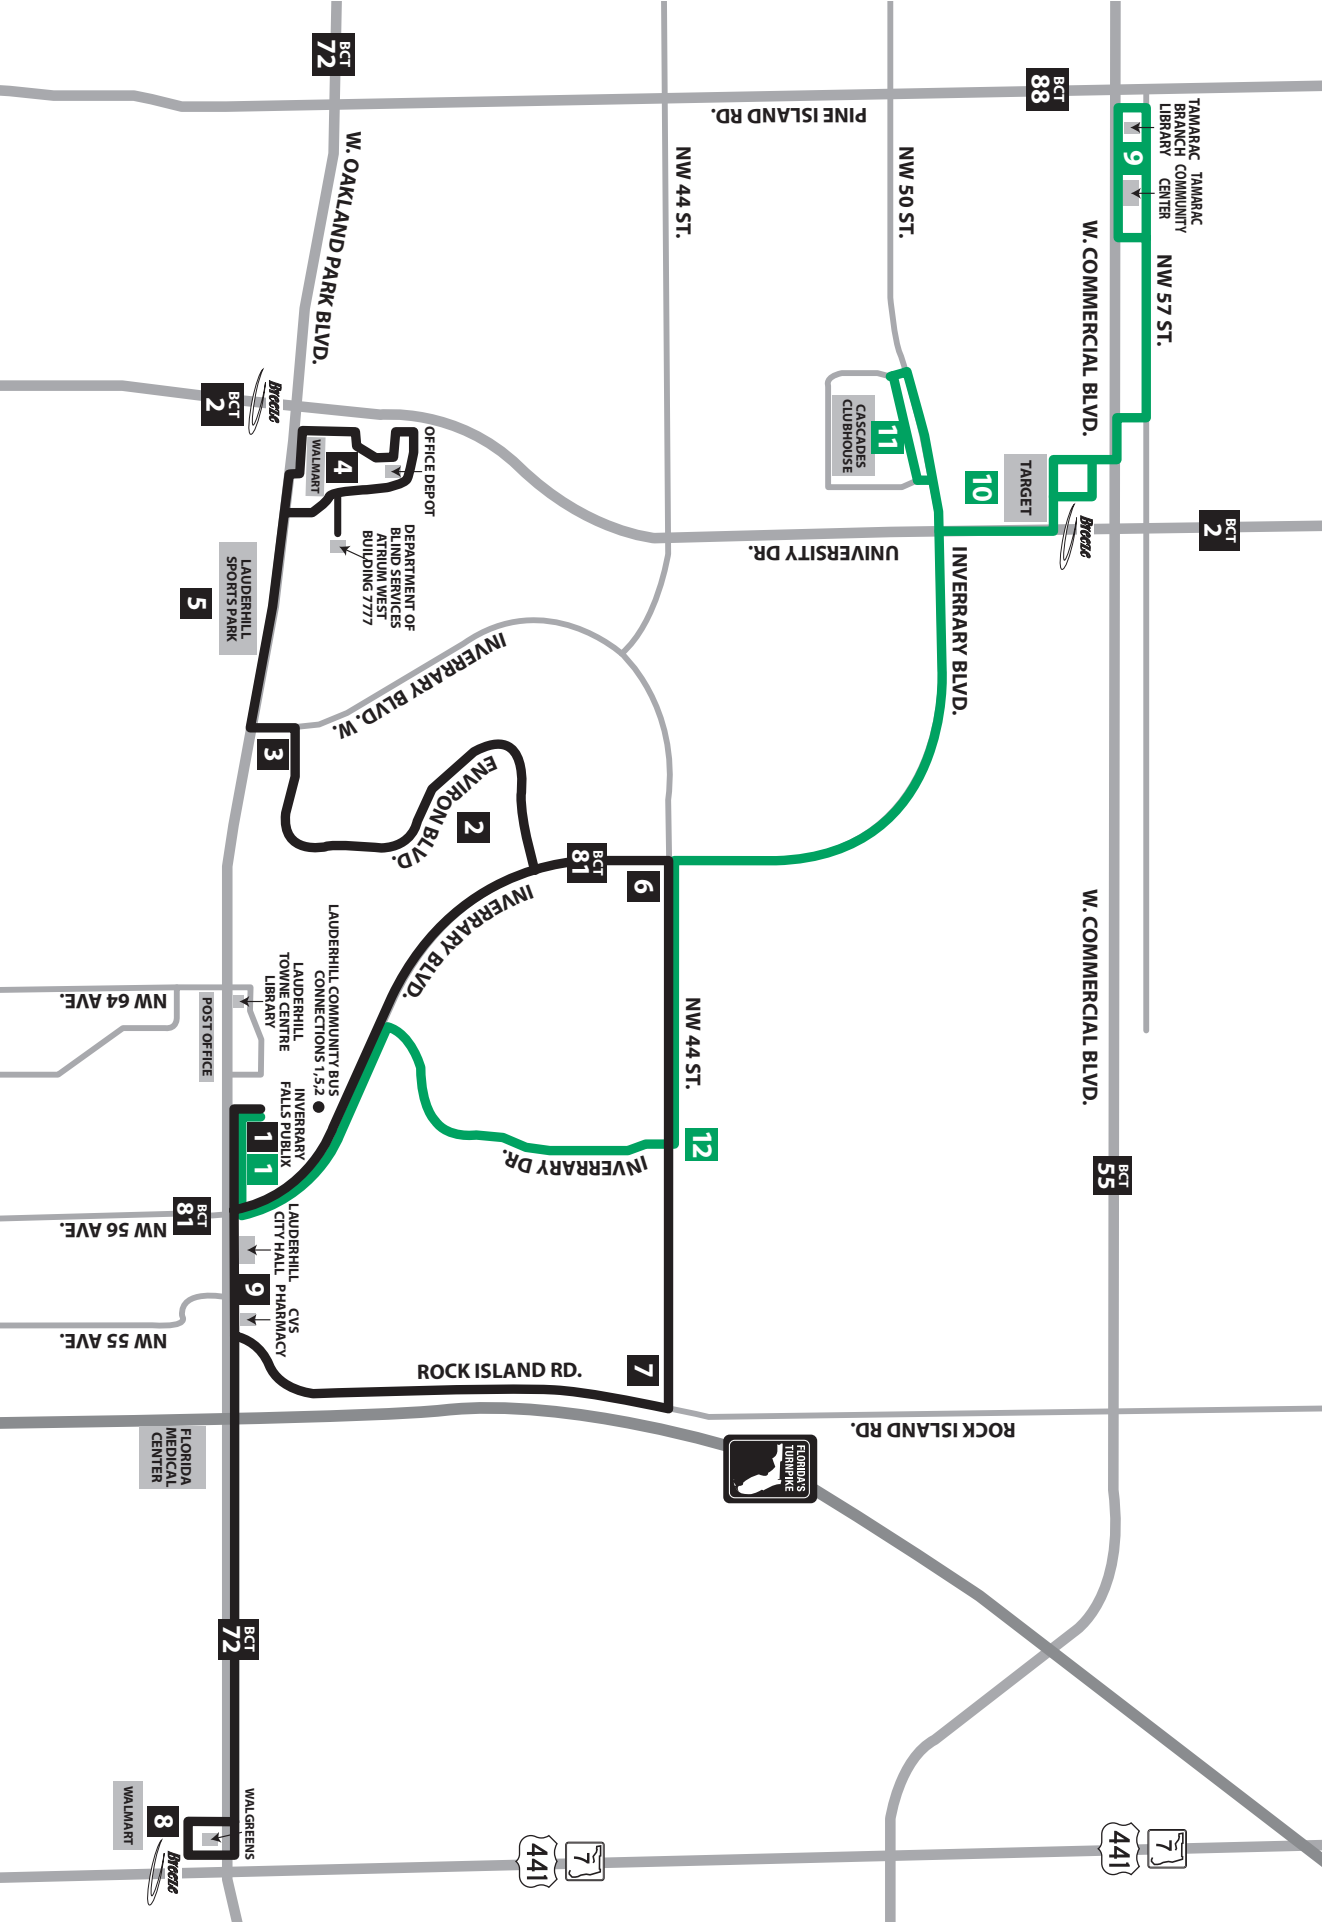 BCT
88
TAMARAC
BRANCH
LIBRARY
TAMARAC
COMMUNITY
CENTER
9
NW 57 ST.
W. COMMERCIAL BLVD.
PINE ISLAND RD.
NW 50 ST.
NW 44 ST.
BCT
72
W. OAKLAND PARK BLVD.
BCT
2
Breeze
OFFICE DEPOT
4
WALMART
DEPARTMENT OF
BLIND SERVICES
ATRIUM WEST
BUILDING 7777
CASCADES
CLUBHOUSE
11
10
TARGET
Breeze
BCT
2
UNIVERSITY DR.
INVERRARY BLVD.
LAUDERHILL
SPORTS PARK
5
INVERRARY BLVD. W.
3
ENVIRON BLVD.
2
BCT
81
6
INVERRARY BLVD.
NW 44 ST.
W. COMMERCIAL BLVD.
BCT
55
12
INVERRARY DR.
LAUDERHILL COMMUNITY BUS
CONNECTIONS 1,5,2
LAUDERHILL
TOWNE CENTRE
LIBRARY
POST OFFICE
NW 64 AVE.
INVERRARY
FALLS PUBLIX
1
1
BCT
81
NW 56 AVE.
LAUDERHILL
CITY HALL
9
CVS
PHARMACY
NW 55 AVE.
ROCK ISLAND RD.
7
ROCK ISLAND RD.
FLORIDA'S
TURNPIKE
FLORIDA
MEDICAL
CENTER
BCT
72
WALGREENS
8
WALMART
Breeze
7
441
7
441